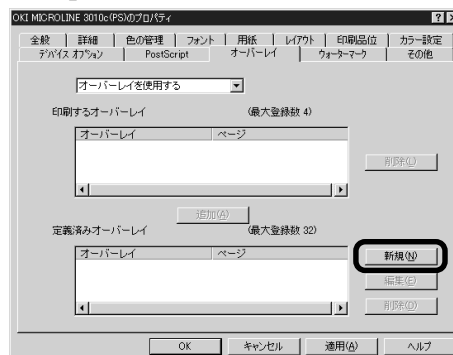 OKI MICROLINE 3010c(PS)のプロパティ
全般 詳細 色の管理 フォント 用紙 レイアウト 印刷品位 カラー設定
デバイス オプション PostScript オーバーレイ ウォーターマーク その他
オーバーレイを使用する
印刷するオーバーレイ (最大登録数 4)
オーバーレイ ページ
削除(L)
追加(A)
定義済みオーバーレイ (最大登録数 32)
オーバーレイ ページ
新規(N)
編集(E)
削除(D)
OK キャンセル 適用(A) ヘルプ